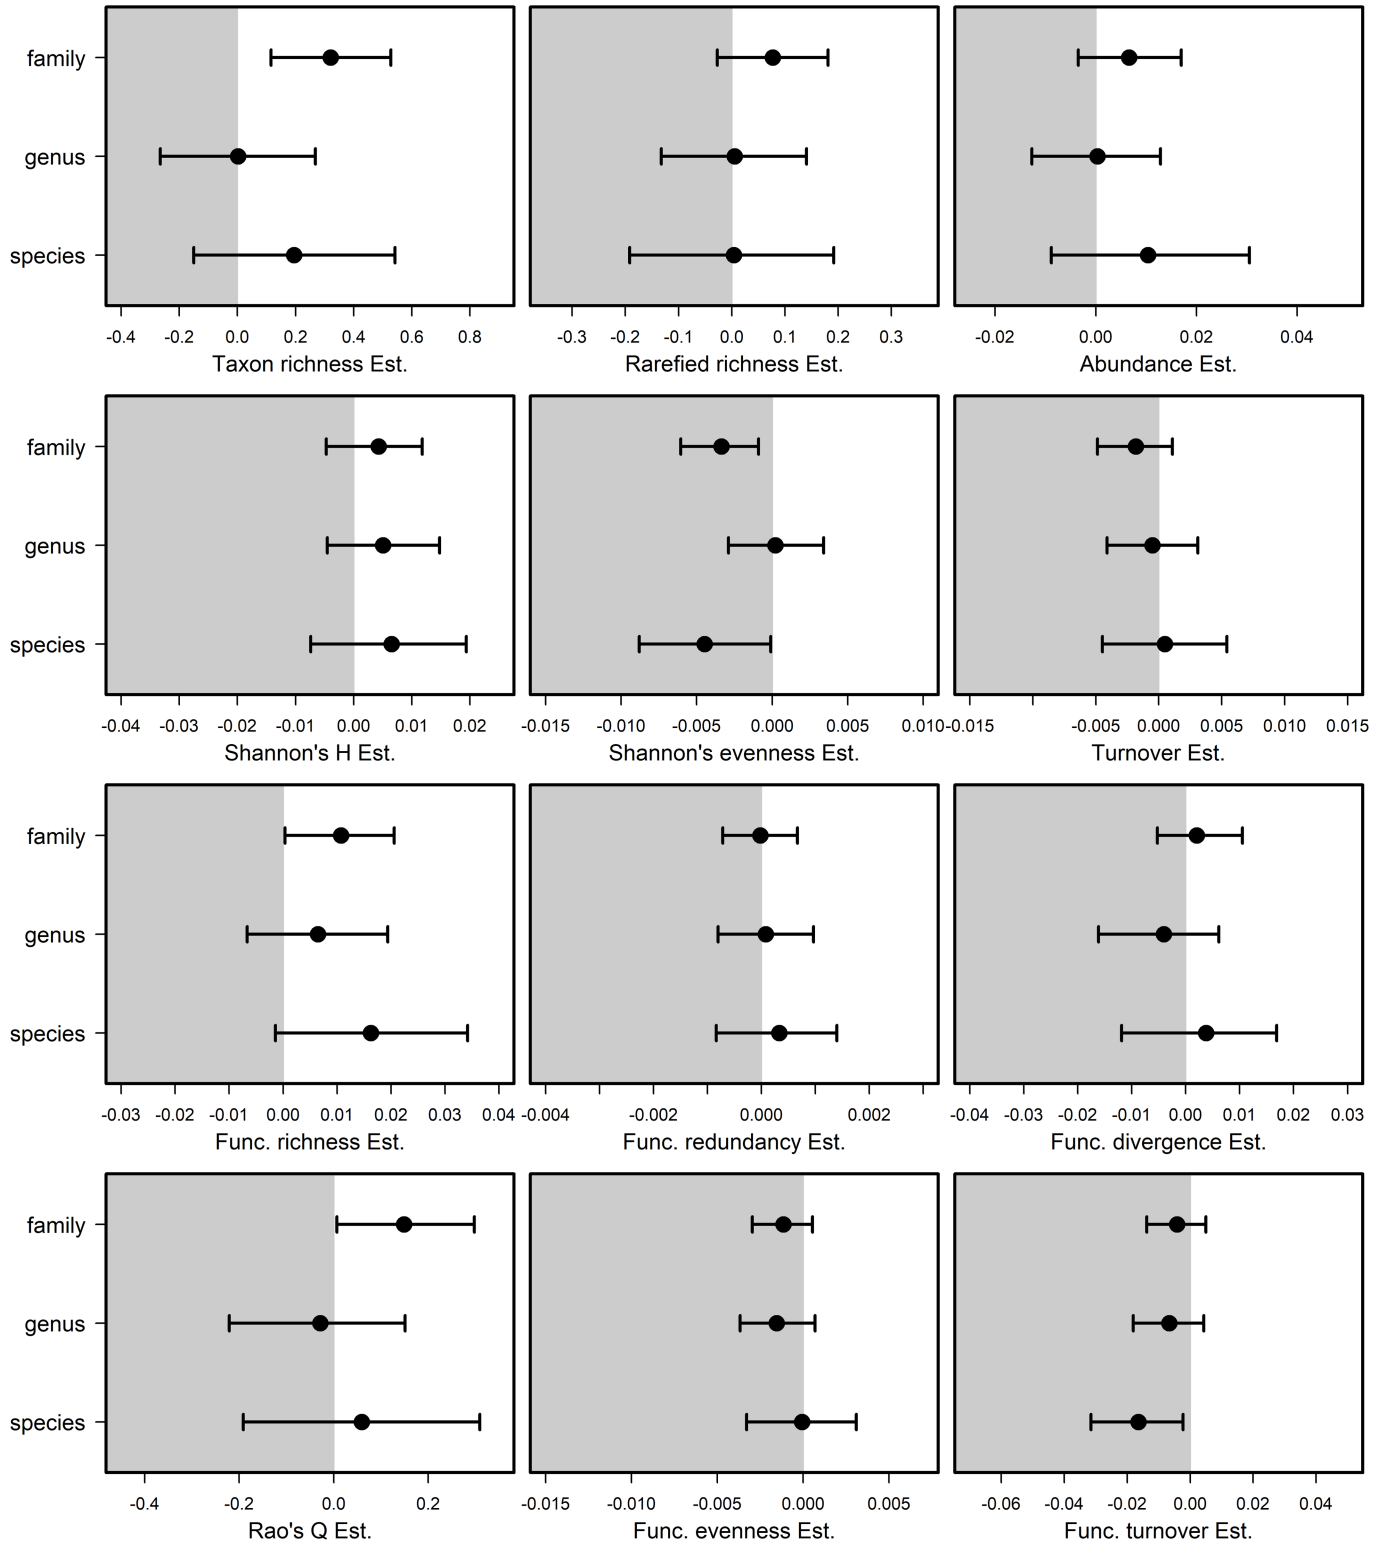 family
genus
species
-0.4 -0.2 0.0 0.2 0.4 0.6 0.8
Taxon richness Est.
-0.3 -0.2 -0.1 0.0 0.1 0.2 0.3
Rarefied richness Est.
-0.02 0.00 0.02 0.04
Abundance Est.
family
genus
species
-0.04 -0.03 -0.02 -0.01 0.00 0.01 0.02
Shannon's H Est.
-0.015 -0.010 -0.005 0.000 0.005 0.010
Shannon's evenness Est.
-0.015 -0.005 0.000 0.005 0.010 0.015
Turnover Est.
family
genus
species
-0.03 -0.02 -0.01 0.00 0.01 0.02 0.03 0.04
Func. richness Est.
-0.004 -0.002 0.000 0.002
Func. redundancy Est.
-0.04 -0.03 -0.02 -0.01 0.00 0.01 0.02 0.03
Func. divergence Est.
family
genus
species
-0.4 -0.2 0.0 0.2
Rao's Q Est.
-0.015 -0.010 -0.005 0.000 0.005
Func. evenness Est.
-0.06 -0.04 -0.02 0.00 0.02 0.04
Func. turnover Est.